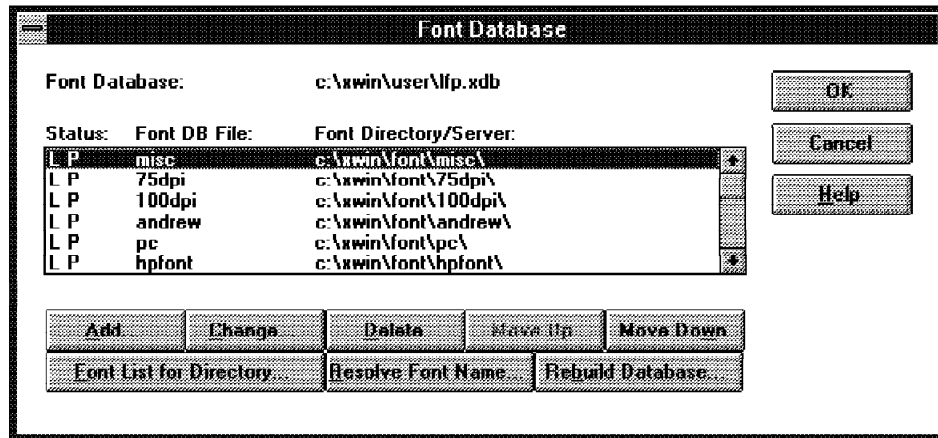 Font Database
Font Database: c:\xwin\user\lfp.xdb
OK
Status: Font DB File: Font Directory/Server:
Cancel
L P misc c:\xwin\font\misc\
L P 75dpi c:\xwin\font\75dpi\
Help
L P 100dpi c:\xwin\font\100dpi\
L P andrew c:\xwin\font\andrew\
L P pc c:\xwin\font\pc\
L P hpfont c:\xwin\font\hpfont\
Add... Change... Delete Move Up Move Down
Font List for Directory... Resolve Font Name... Rebuild Database...